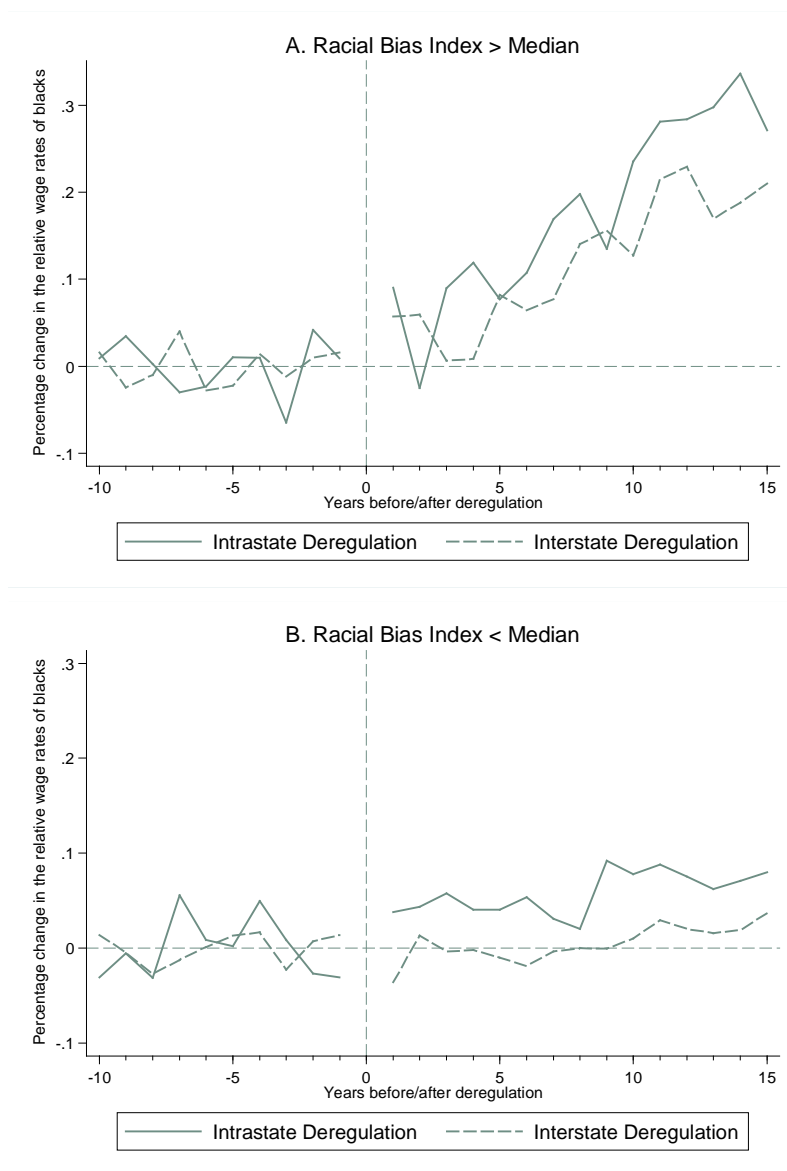 A. Racial Bias Index > Median
Percentage change in the relative wage rates of blacks
.3
.2
.1
0
-.1
-10
-5
0
5
10
15
Years before/after deregulation
Intrastate Deregulation
Interstate Deregulation
B. Racial Bias Index < Median
Percentage change in the relative wage rates of blacks
.3
.2
.1
0
-.1
-10
-5
0
5
10
15
Years before/after deregulation
Intrastate Deregulation
Interstate Deregulation